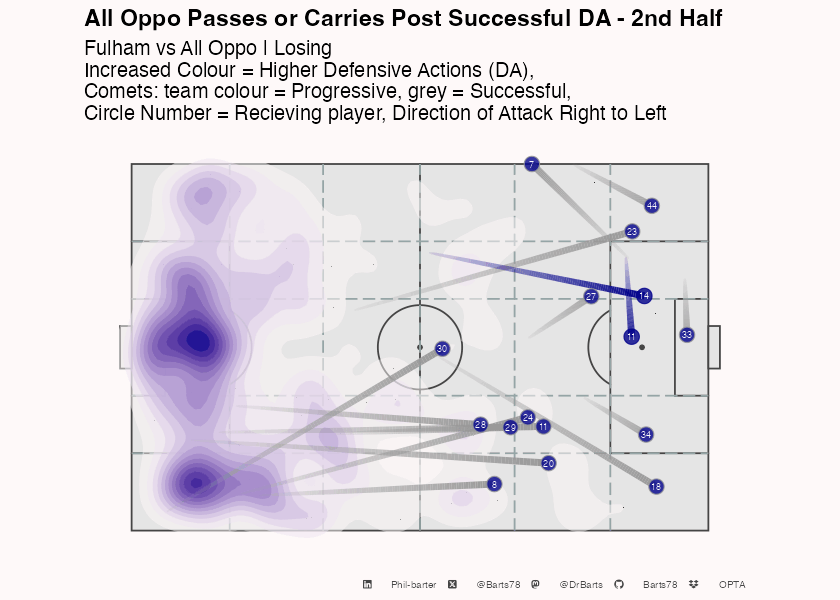 All Oppo Passes or Carries Post Successful DA - 2nd Half
Fulham vs All Oppo | Losing
Increased Colour = Higher Defensive Actions (DA),
Comets: team colour = Progressive, grey = Successful,
Circle Number = Recieving player, Direction of Attack Right to Left
7
44
23
14
27
11
33
30
24
28
29
11
34
20
8
18
Phil-barter @Barts78 @DrBarts Barts78 OPTA